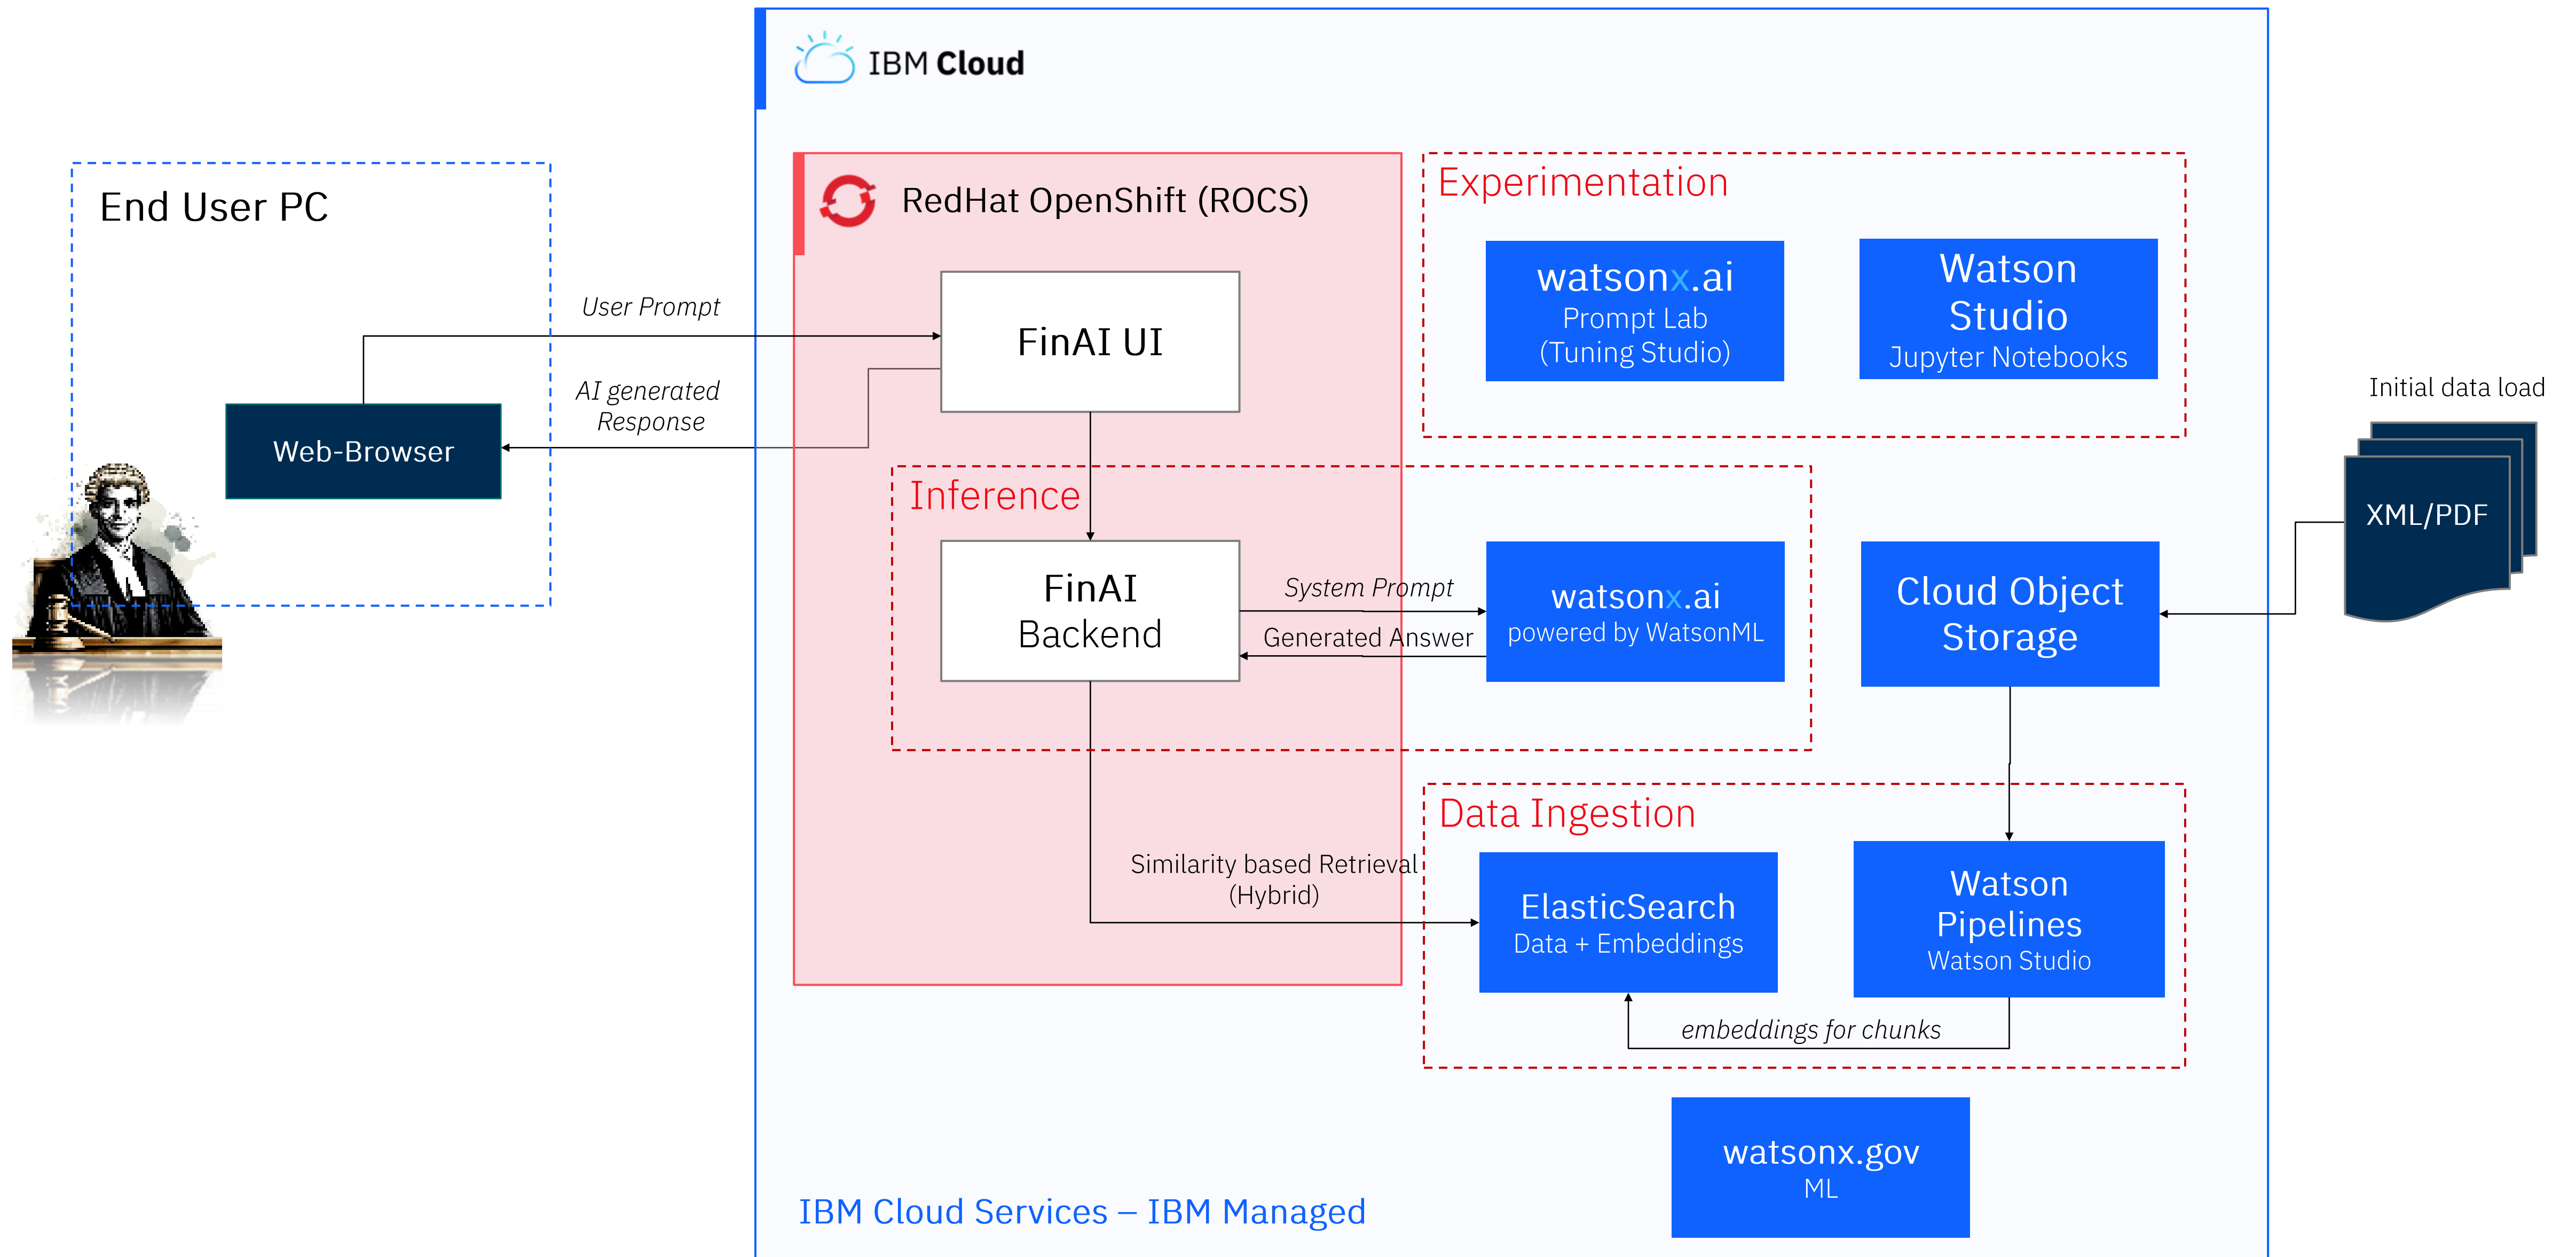 IBM Cloud
End User PC
Web-Browser
User Prompt
AI generated
Response
RedHat OpenShift (ROCS)
FinAI UI
Inference
FinAI
Backend
System Prompt
Generated Answer
watsonx.ai
powered by WatsonML
Similarity based Retrieval
(Hybrid)
Experimentation
watsonx.ai
Prompt Lab
(Tuning Studio)
Watson
Studio
Jupyter Notebooks
Initial data load
XML/PDF
Cloud Object
Storage
Data Ingestion
ElasticSearch
Data + Embeddings
Watson
Pipelines
Watson Studio
embeddings for chunks
watsonx.gov
ML
IBM Cloud Services – IBM Managed